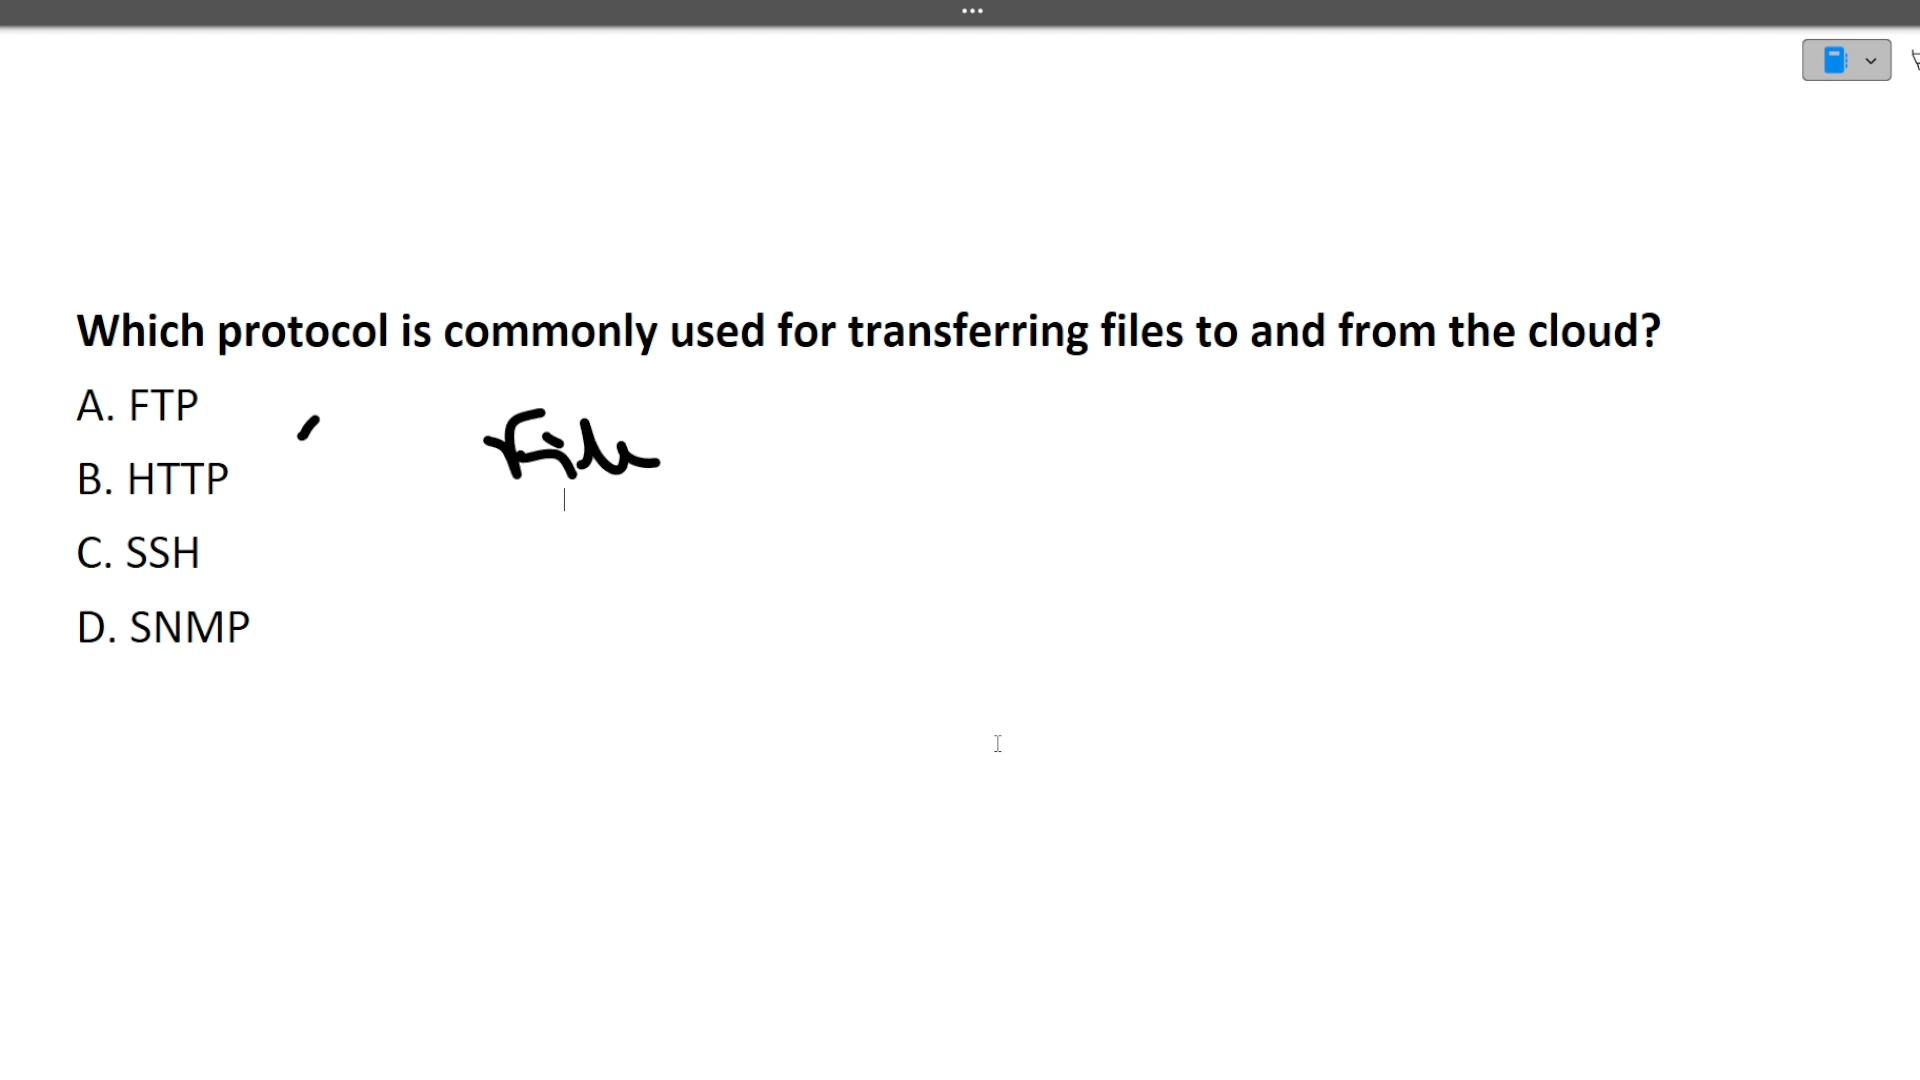 Which protocol is commonly used for transferring files to and from the cloud?
A. FTP
File
B. HTTP
C. SSH
D. SNMP